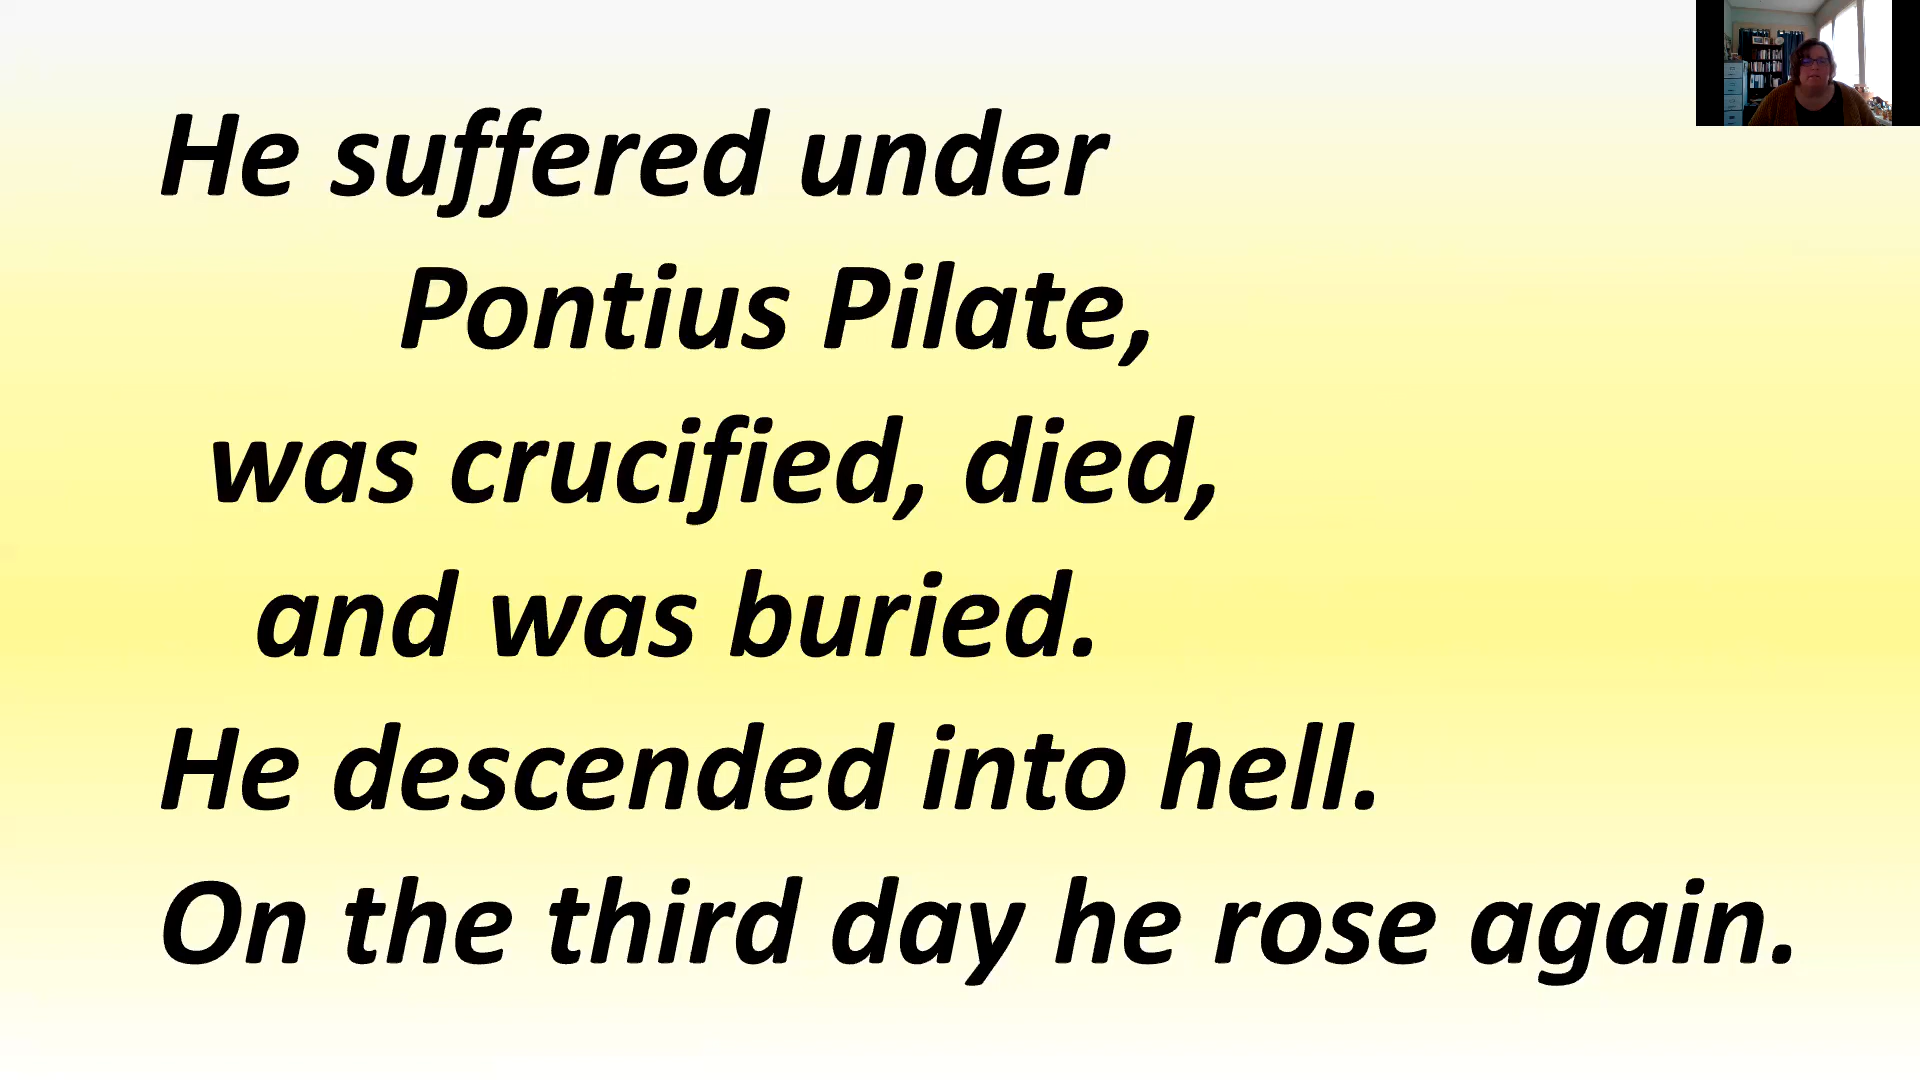 He suffered under
Pontius Pilate,
was crucified, died,
and was buried.
He descended into hell.
On the third day he rose again.